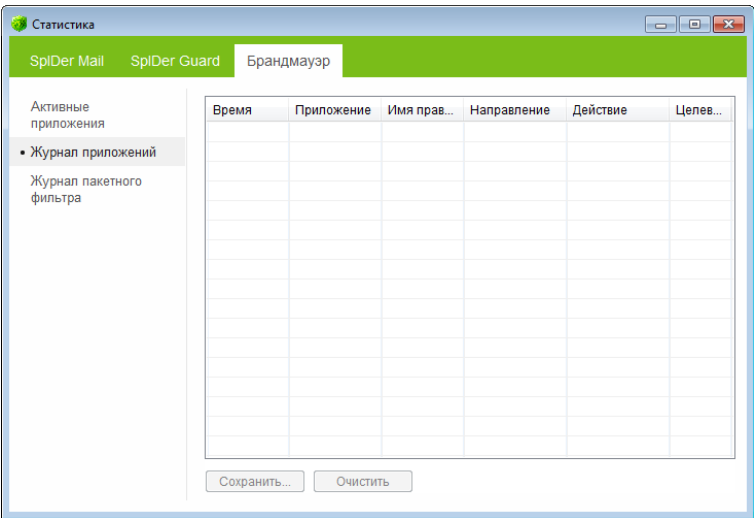 Статистика
SpIDer Mail SpIDer Guard Брандмауэр
Активные
приложения
• Журнал приложений
Журнал пакетного
фильтра
Время Приложение Имя прав... Направление Действие Целев...
Сохранить... Очистить